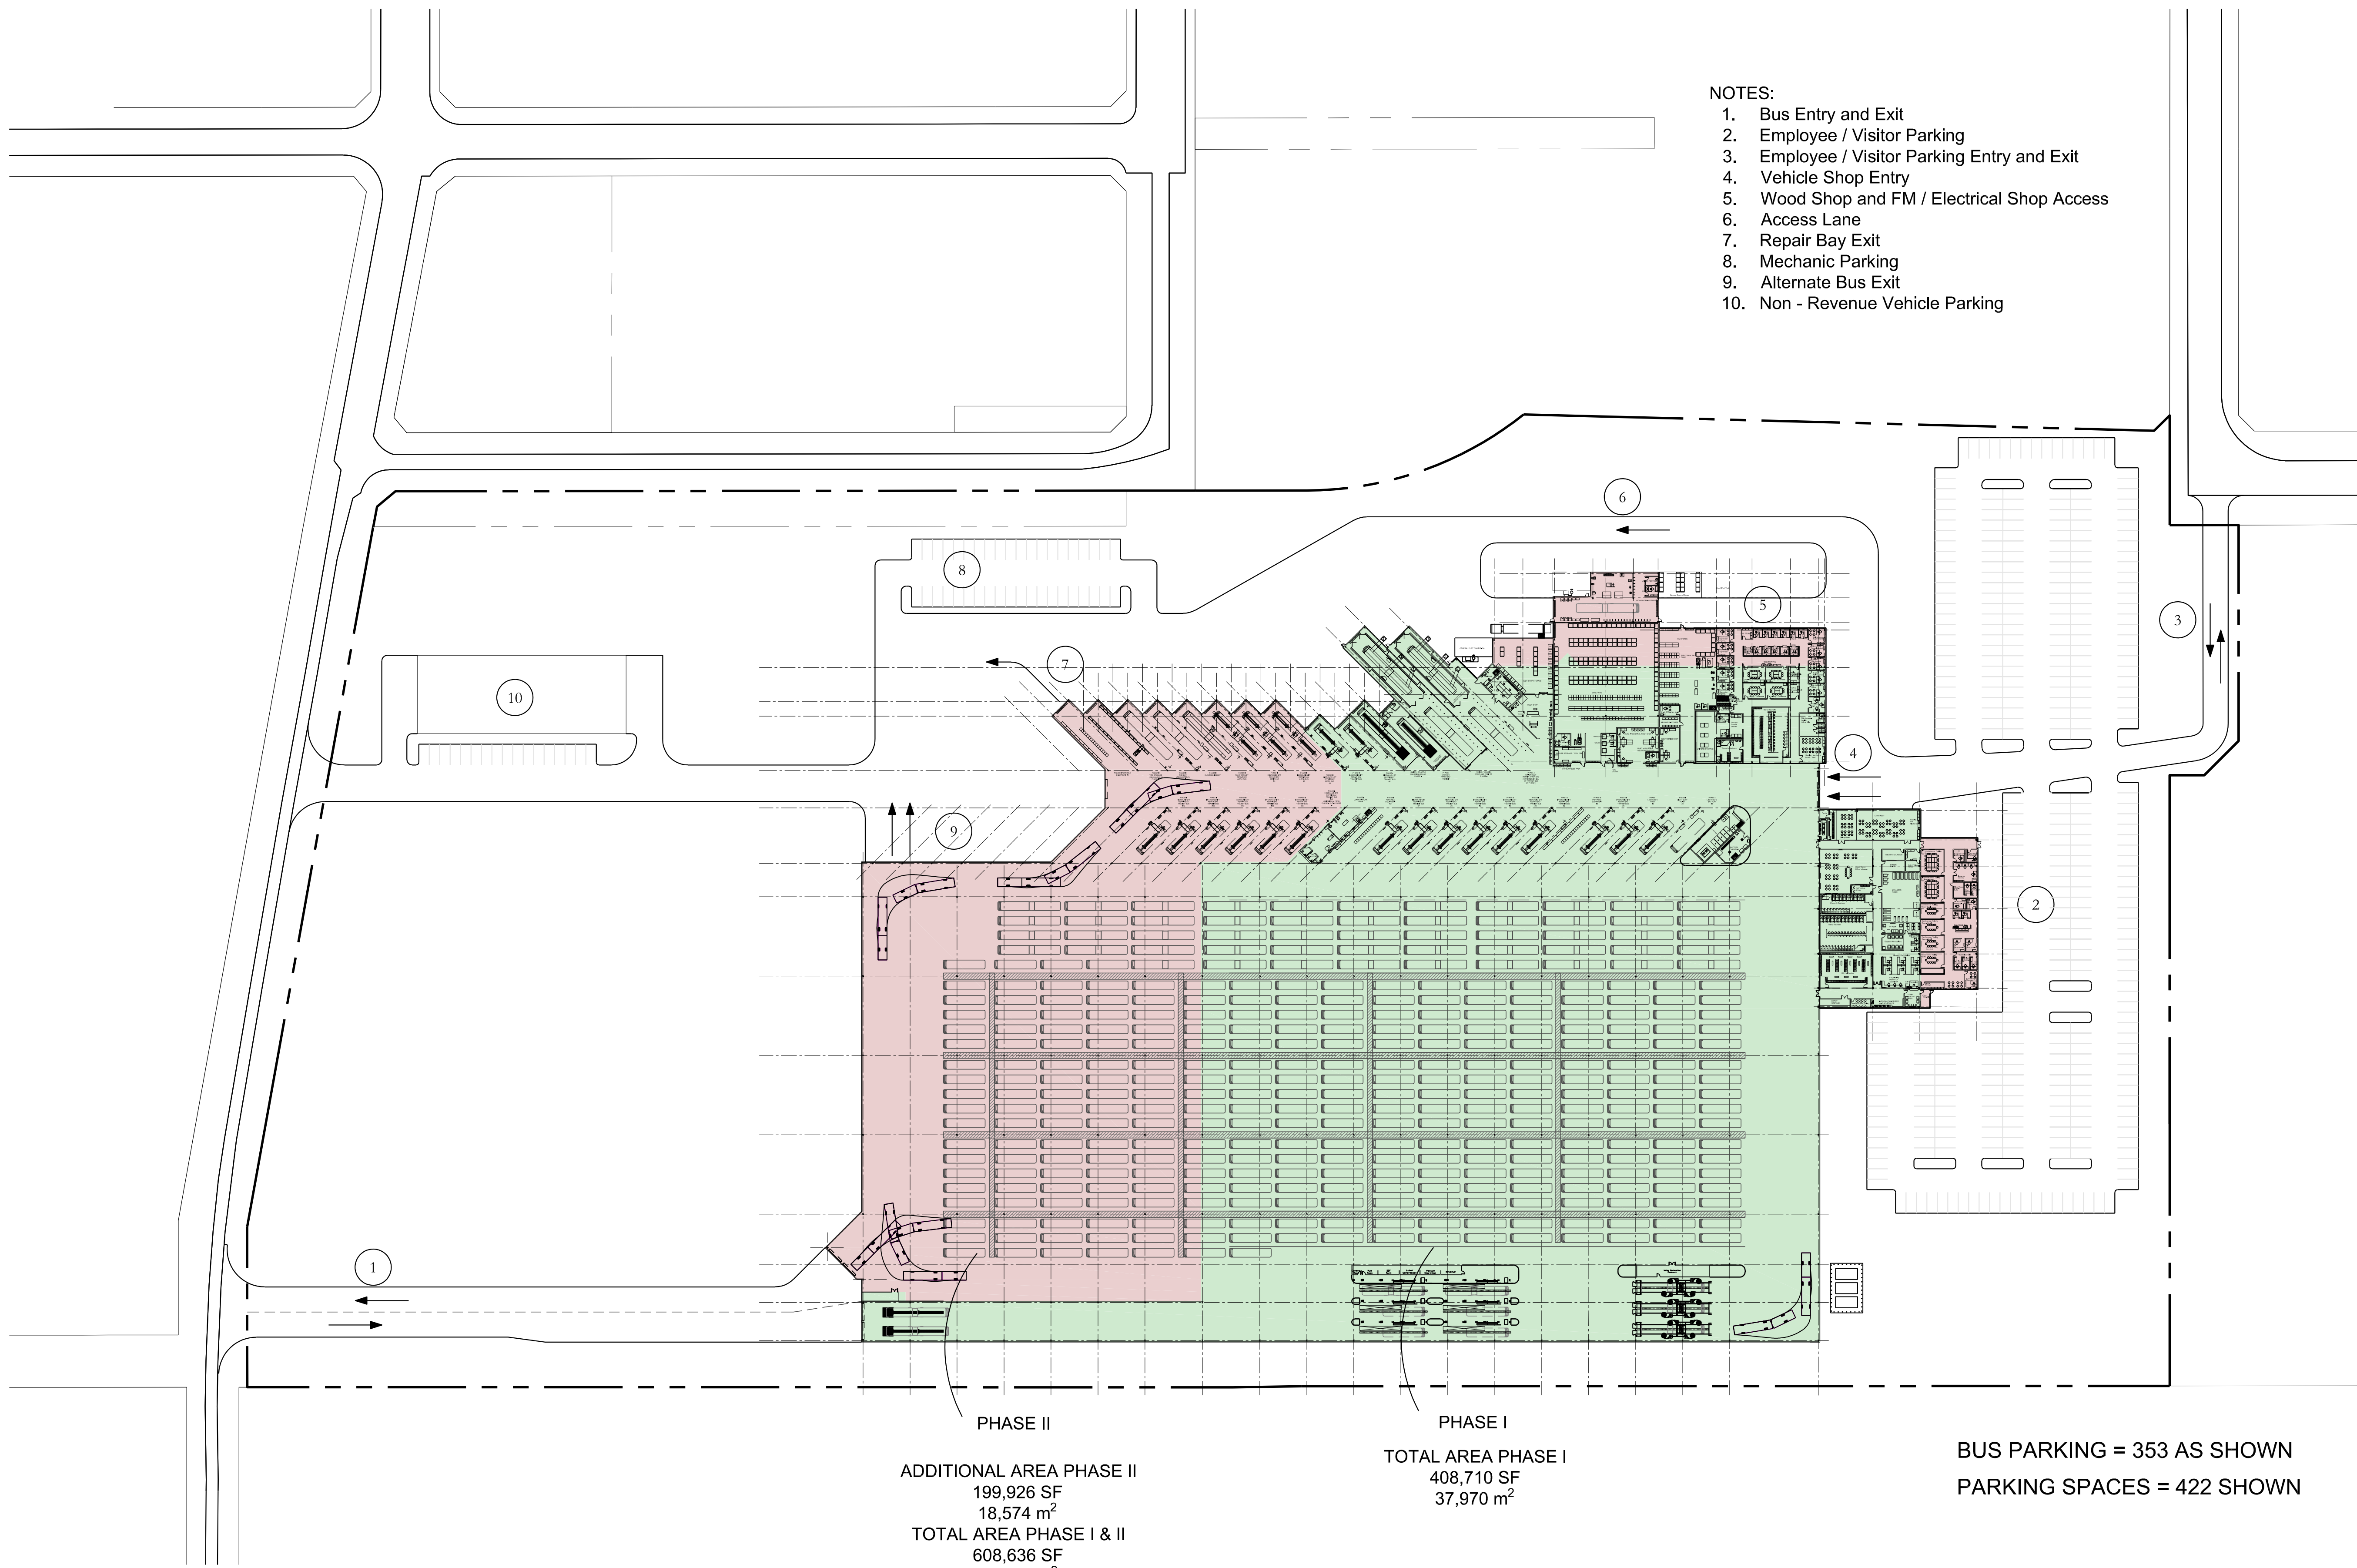 NOTES:
1. Bus Entry and Exit
2. Employee / Visitor Parking
3. Employee / Visitor Parking Entry and Exit
4. Vehicle Shop Entry
5. Wood Shop and FM / Electrical Shop Access
6. Access Lane
7. Repair Bay Exit
8. Mechanic Parking
9. Alternate Bus Exit
10. Non - Revenue Vehicle Parking
6
8
5
3
7
10
4
9
2
1
PHASE II
ADDITIONAL AREA PHASE II
199,926 SF
18,574 m²
TOTAL AREA PHASE I & II
608,636 SF
PHASE I
TOTAL AREA PHASE I
408,710 SF
37,970 m²
BUS PARKING = 353 AS SHOWN
PARKING SPACES = 422 SHOWN